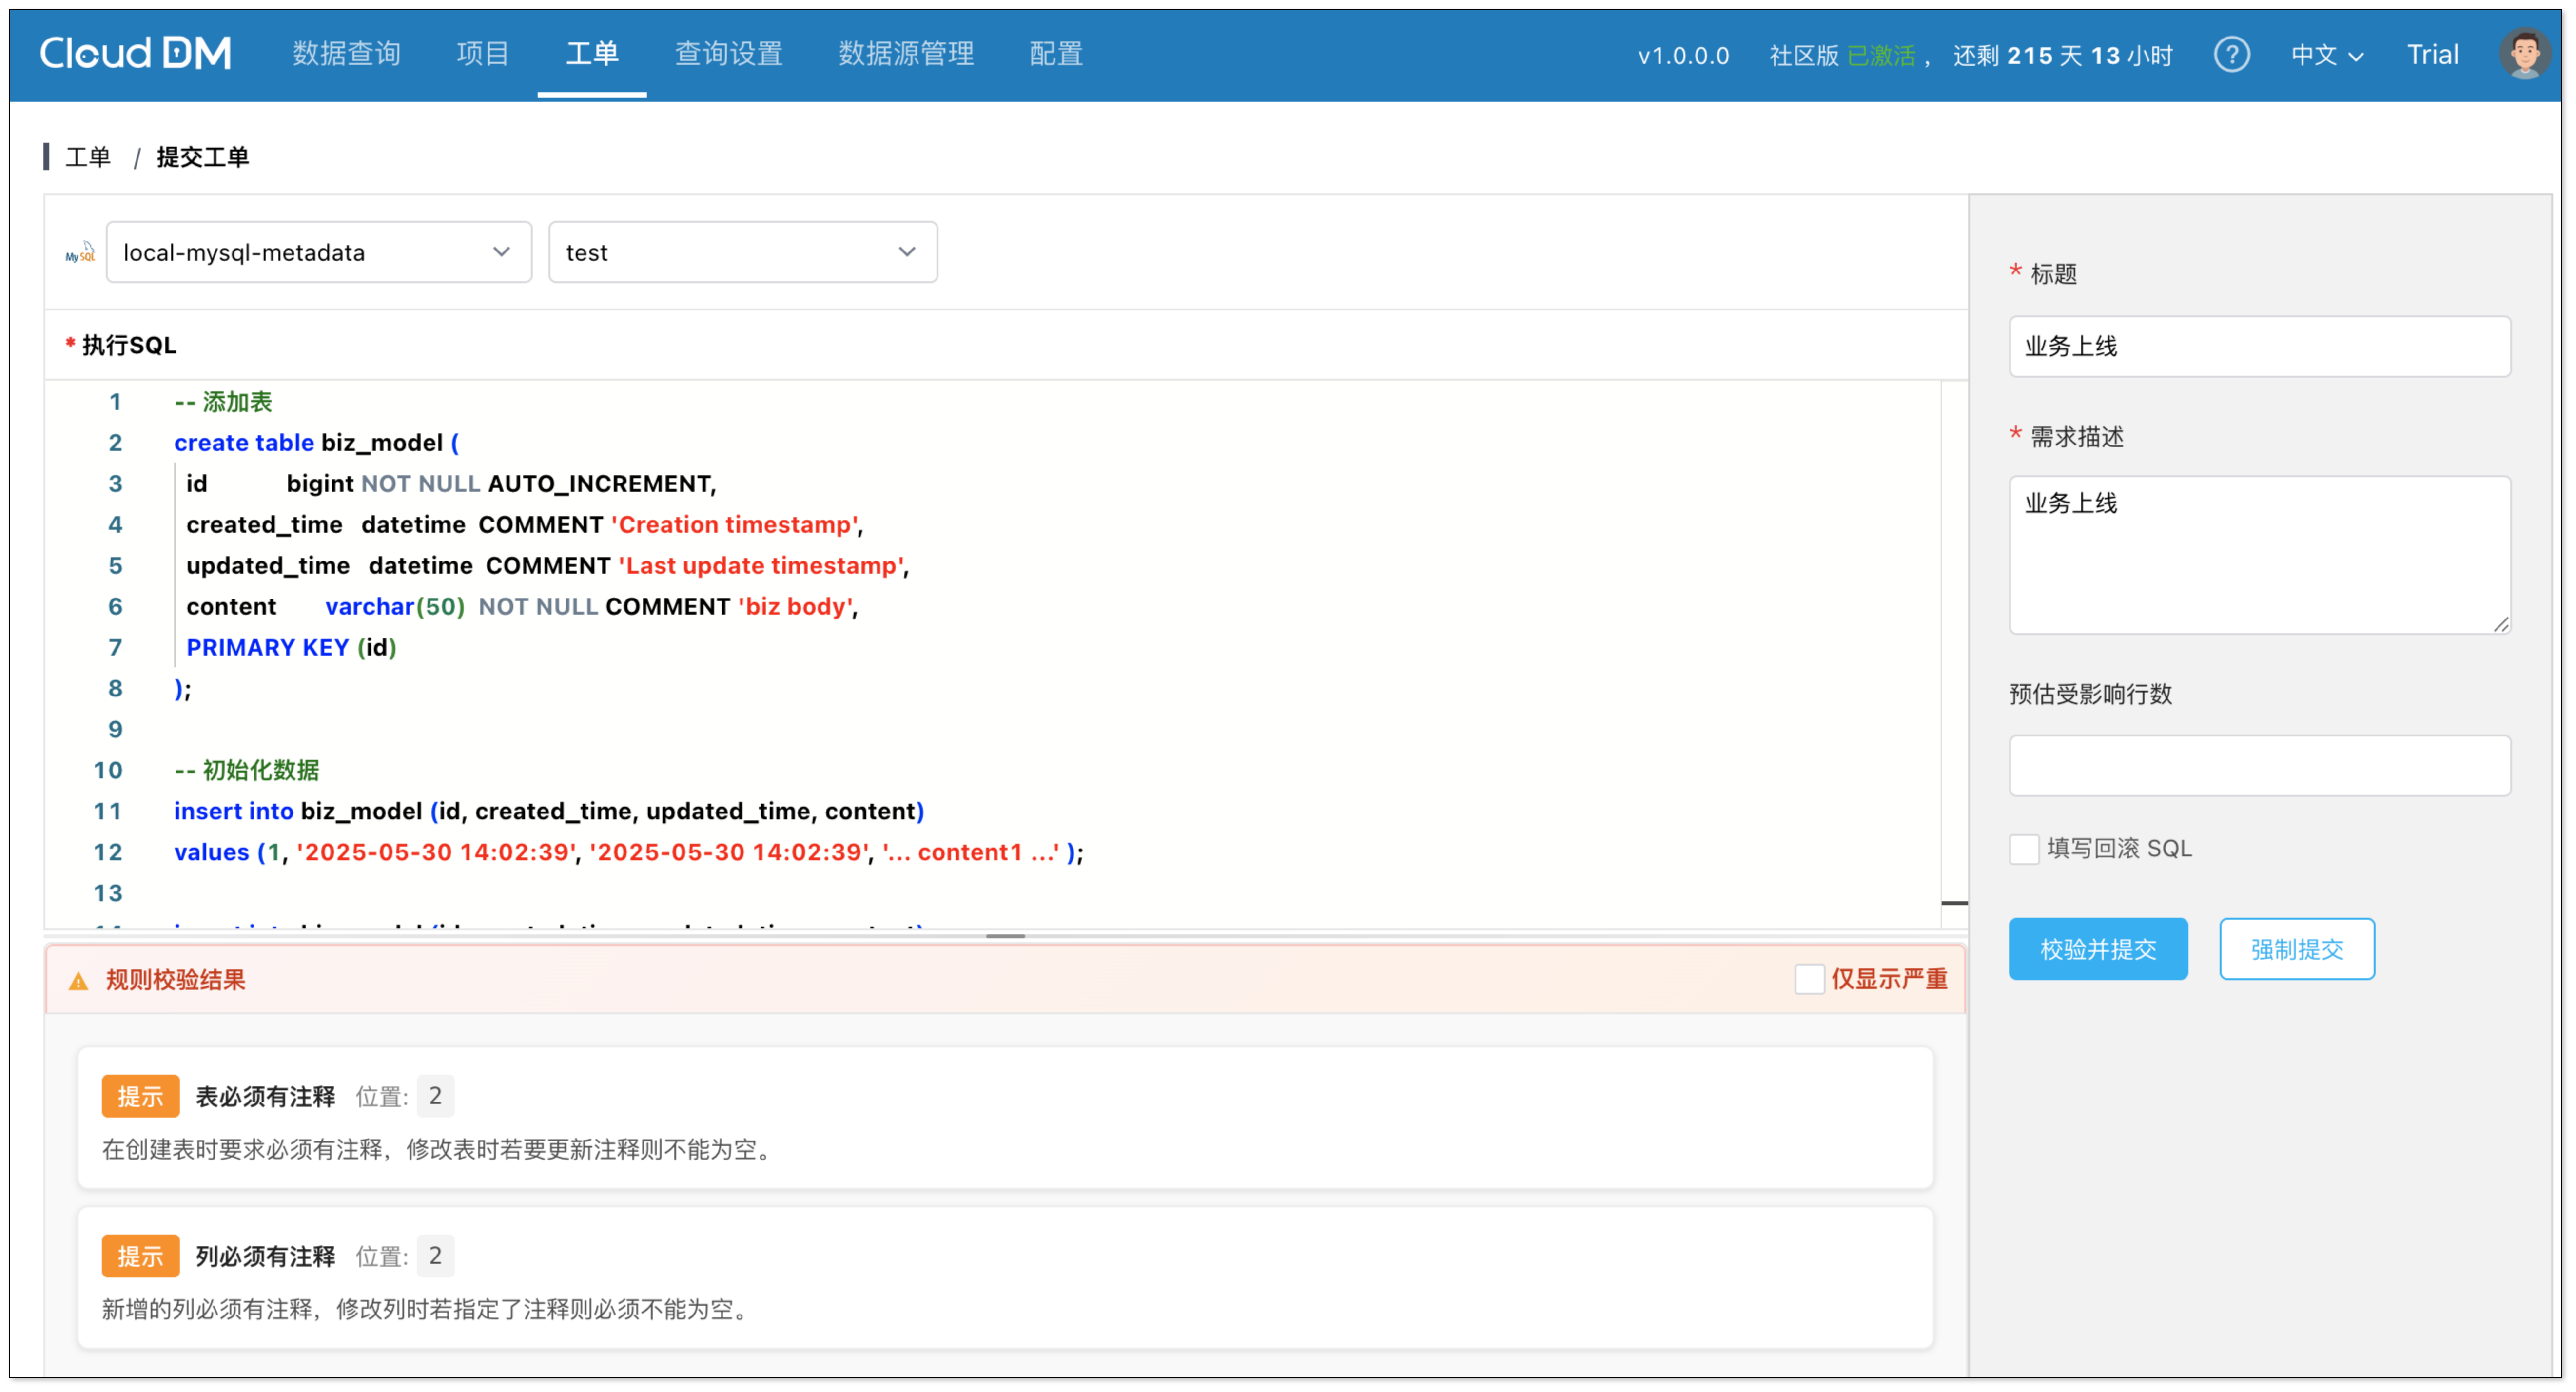 Cloud DM 数据查询 项目 工单 查询设置 数据源管理 配置 v1.0.0.0 社区版 已激活， 还剩 215 天 13 小时 ? 中文 Trial
工单 / 提交工单
MySQL local-mysql-metadata test
* 执行SQL
1 -- 添加表
2 create table biz_model (
3 id bigint NOT NULL AUTO_INCREMENT,
4 created_time datetime COMMENT 'Creation timestamp',
5 updated_time datetime COMMENT 'Last update timestamp',
6 content varchar(50) NOT NULL COMMENT 'biz body',
7 PRIMARY KEY (id)
8 );
9
10 -- 初始化数据
11 insert into biz_model (id, created_time, updated_time, content)
12 values (1, '2025-05-30 14:02:39', '2025-05-30 14:02:39', '... content1 ...' );
13
规则校验结果 仅显示严重
提示 表必须有注释 位置: 2
在创建表时要求必须有注释，修改表时若要更新注释则不能为空。
提示 列必须有注释 位置: 2
新增的列必须有注释，修改列时若指定了注释则必须不能为空。
* 标题
业务上线
* 需求描述
业务上线
预估受影响行数
填写回滚 SQL
校验并提交 强制提交